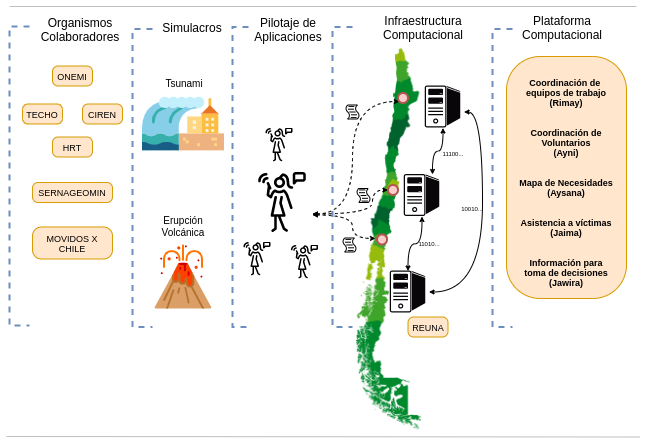 Organismos
Colaboradores
ONEMI
TECHO
CIREN
HRT
SERNAGEOMIN
MOVIDOS X
CHILE
Simulacros
Tsunami
Erupción
Volcánica
Pilotaje de
Aplicaciones
Infraestructura
Computacional
11100...
10010...
11010...
REUNA
Plataforma
Computacional
Coordinación de
equipos de trabajo
(Rimay)
Coordinación de
Voluntarios
(Ayni)
Mapa de Necesidades
(Aysana)
Asistencia a víctimas
(Jaima)
Información para
toma de decisiones
(Jawira)